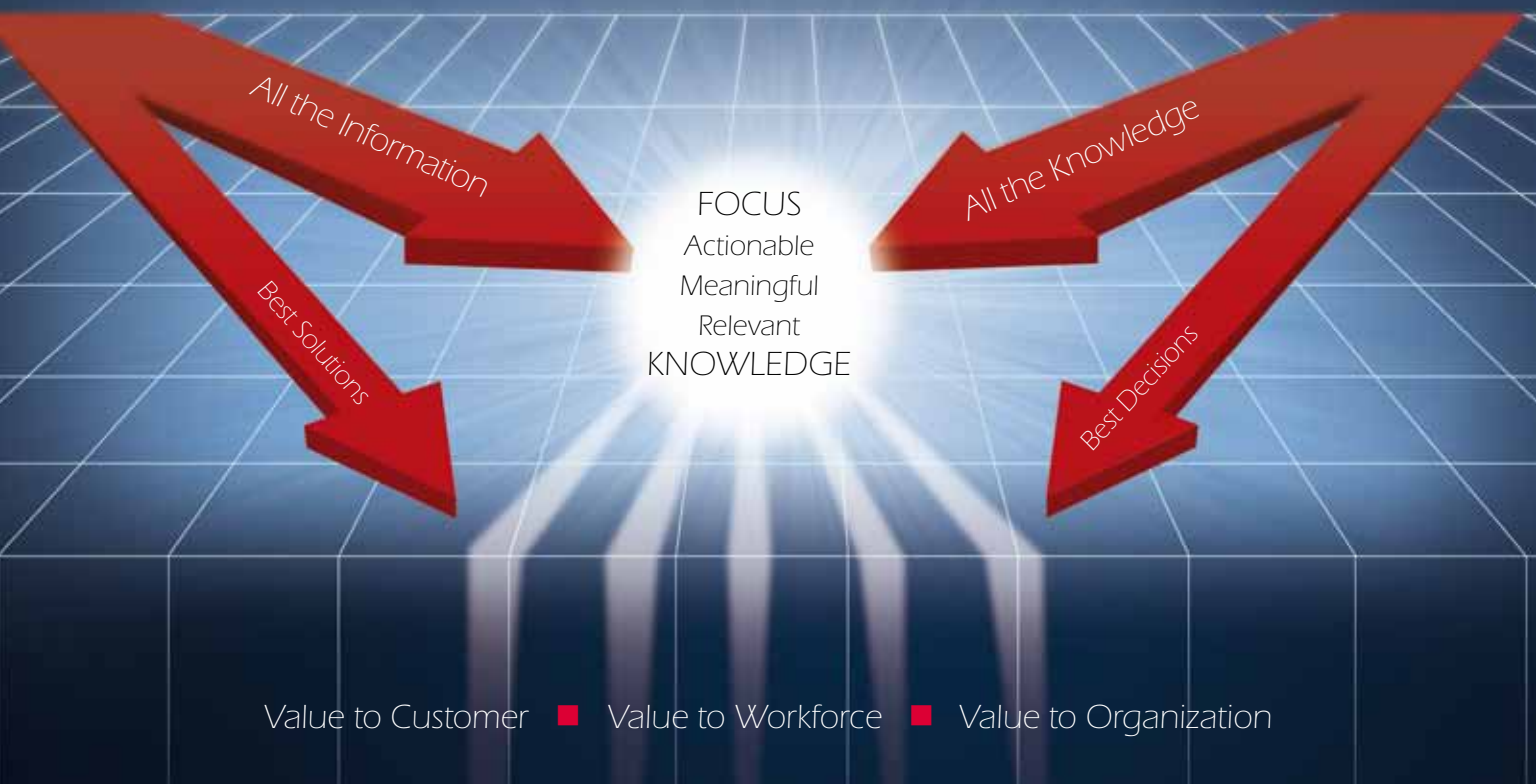 All the Information
All the Knowledge
FOCUS
Actionable
Meaningful
Relevant
KNOWLEDGE
Best Solutions
Best Decisions
Value to Customer ■ Value to Workforce ■ Value to Organization